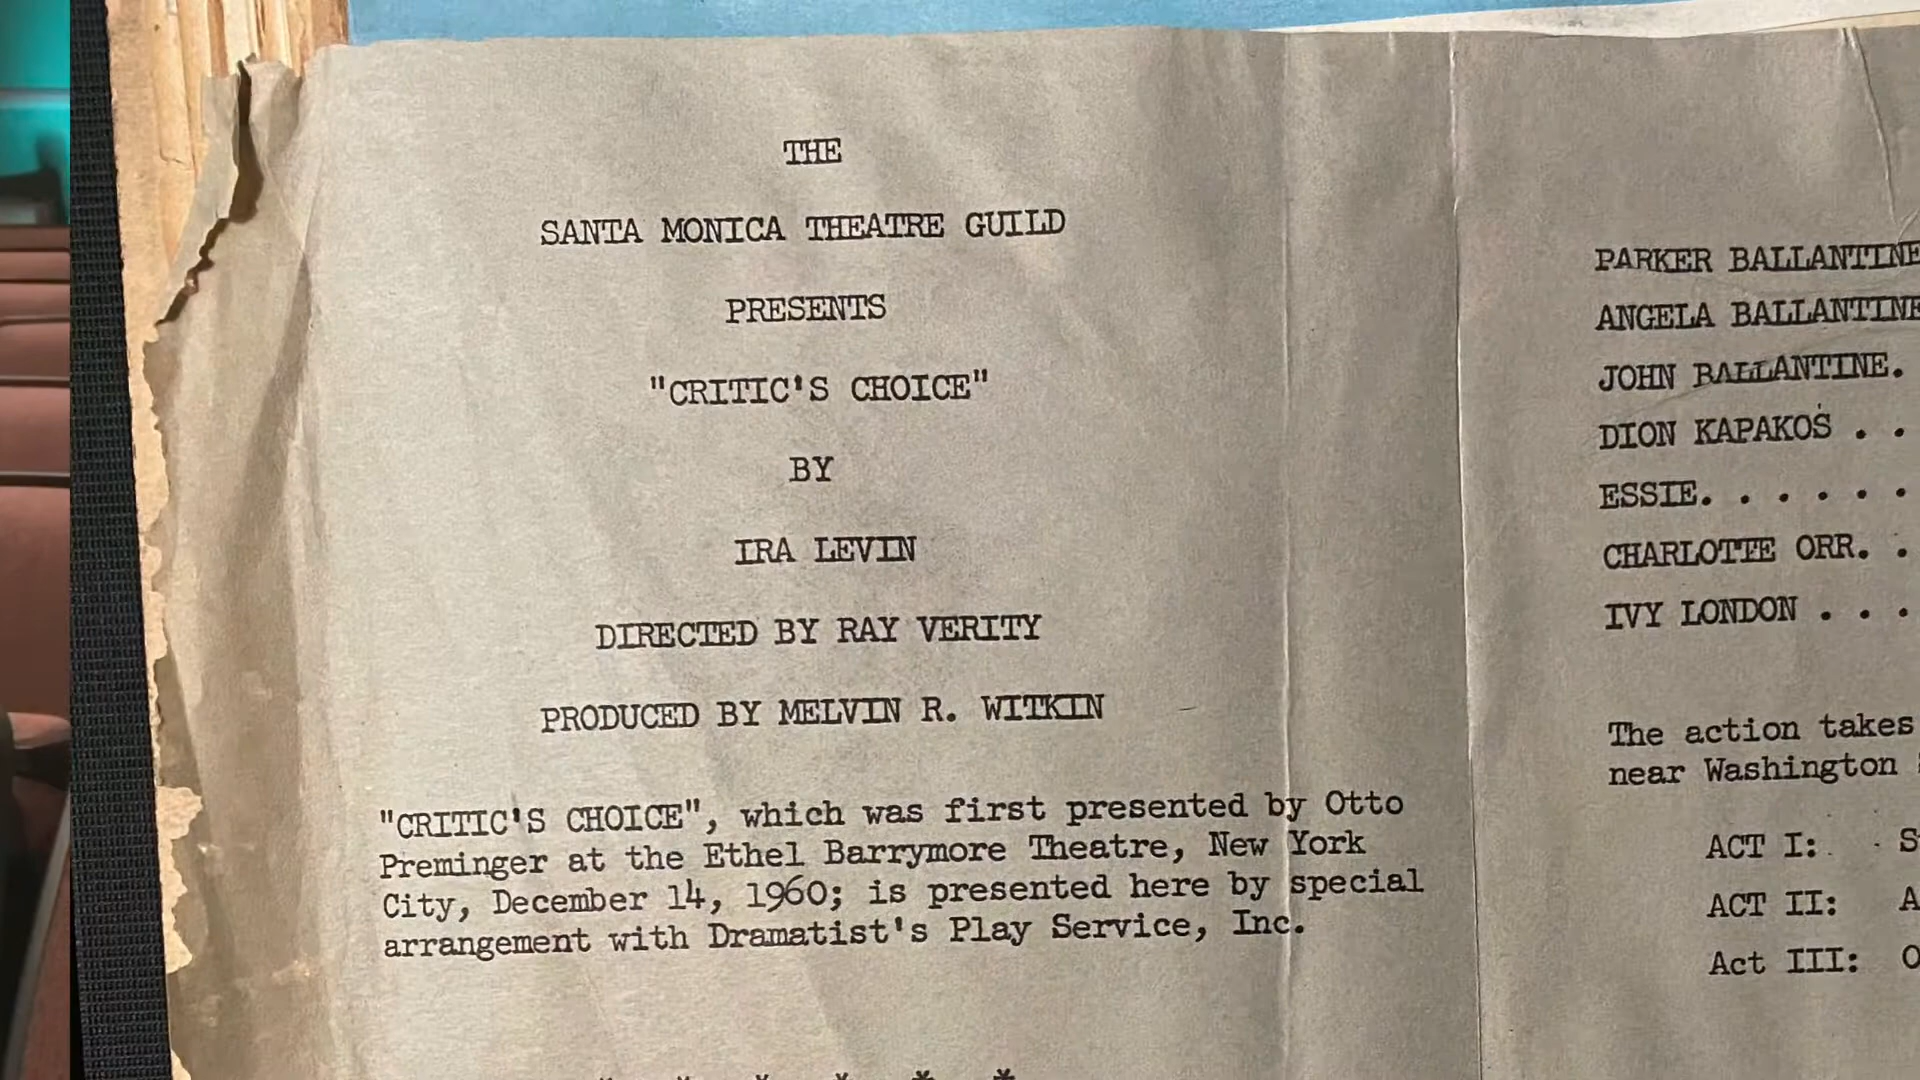 THE
SANTA MONICA THEATRE GUILD
PRESENTS
"CRITIC'S CHOICE"
BY
IRA LEVIN
DIRECTED BY RAY VERITY
PRODUCED BY MELVIN R. WITKIN
"CRITIC'S CHOICE", which was first presented by Otto
Preminger at the Ethel Barrymore Theatre, New York
City, December 14, 1960; is presented here by special
arrangement with Dramatist's Play Service, Inc.
* * * * * *
PARKER BALLANTINE
ANGELA BALLANTINE
JOHN BALLANTINE.
DION KAPAKOS . .
ESSIE. . . . . .
CHARLOTTE ORR. .
IVY LONDON . . .
The action takes
near Washington
ACT I:
ACT II:
Act III: